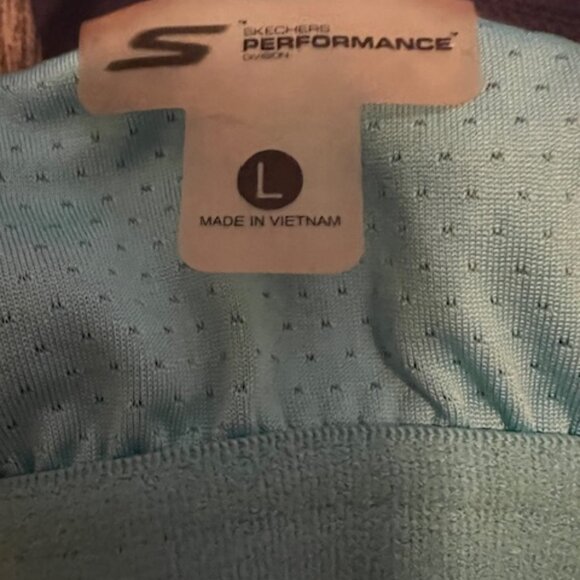 SKECHERS
PERFORMANCE
DIVISION
L
MADE IN VIETNAM